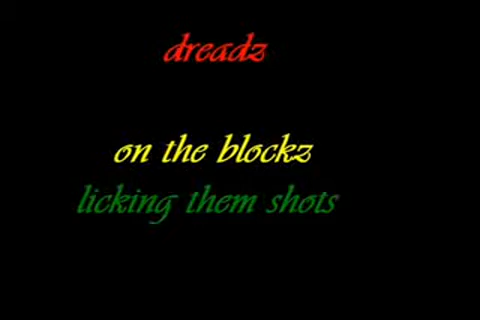 dreadz
on the blockz
licking them shots